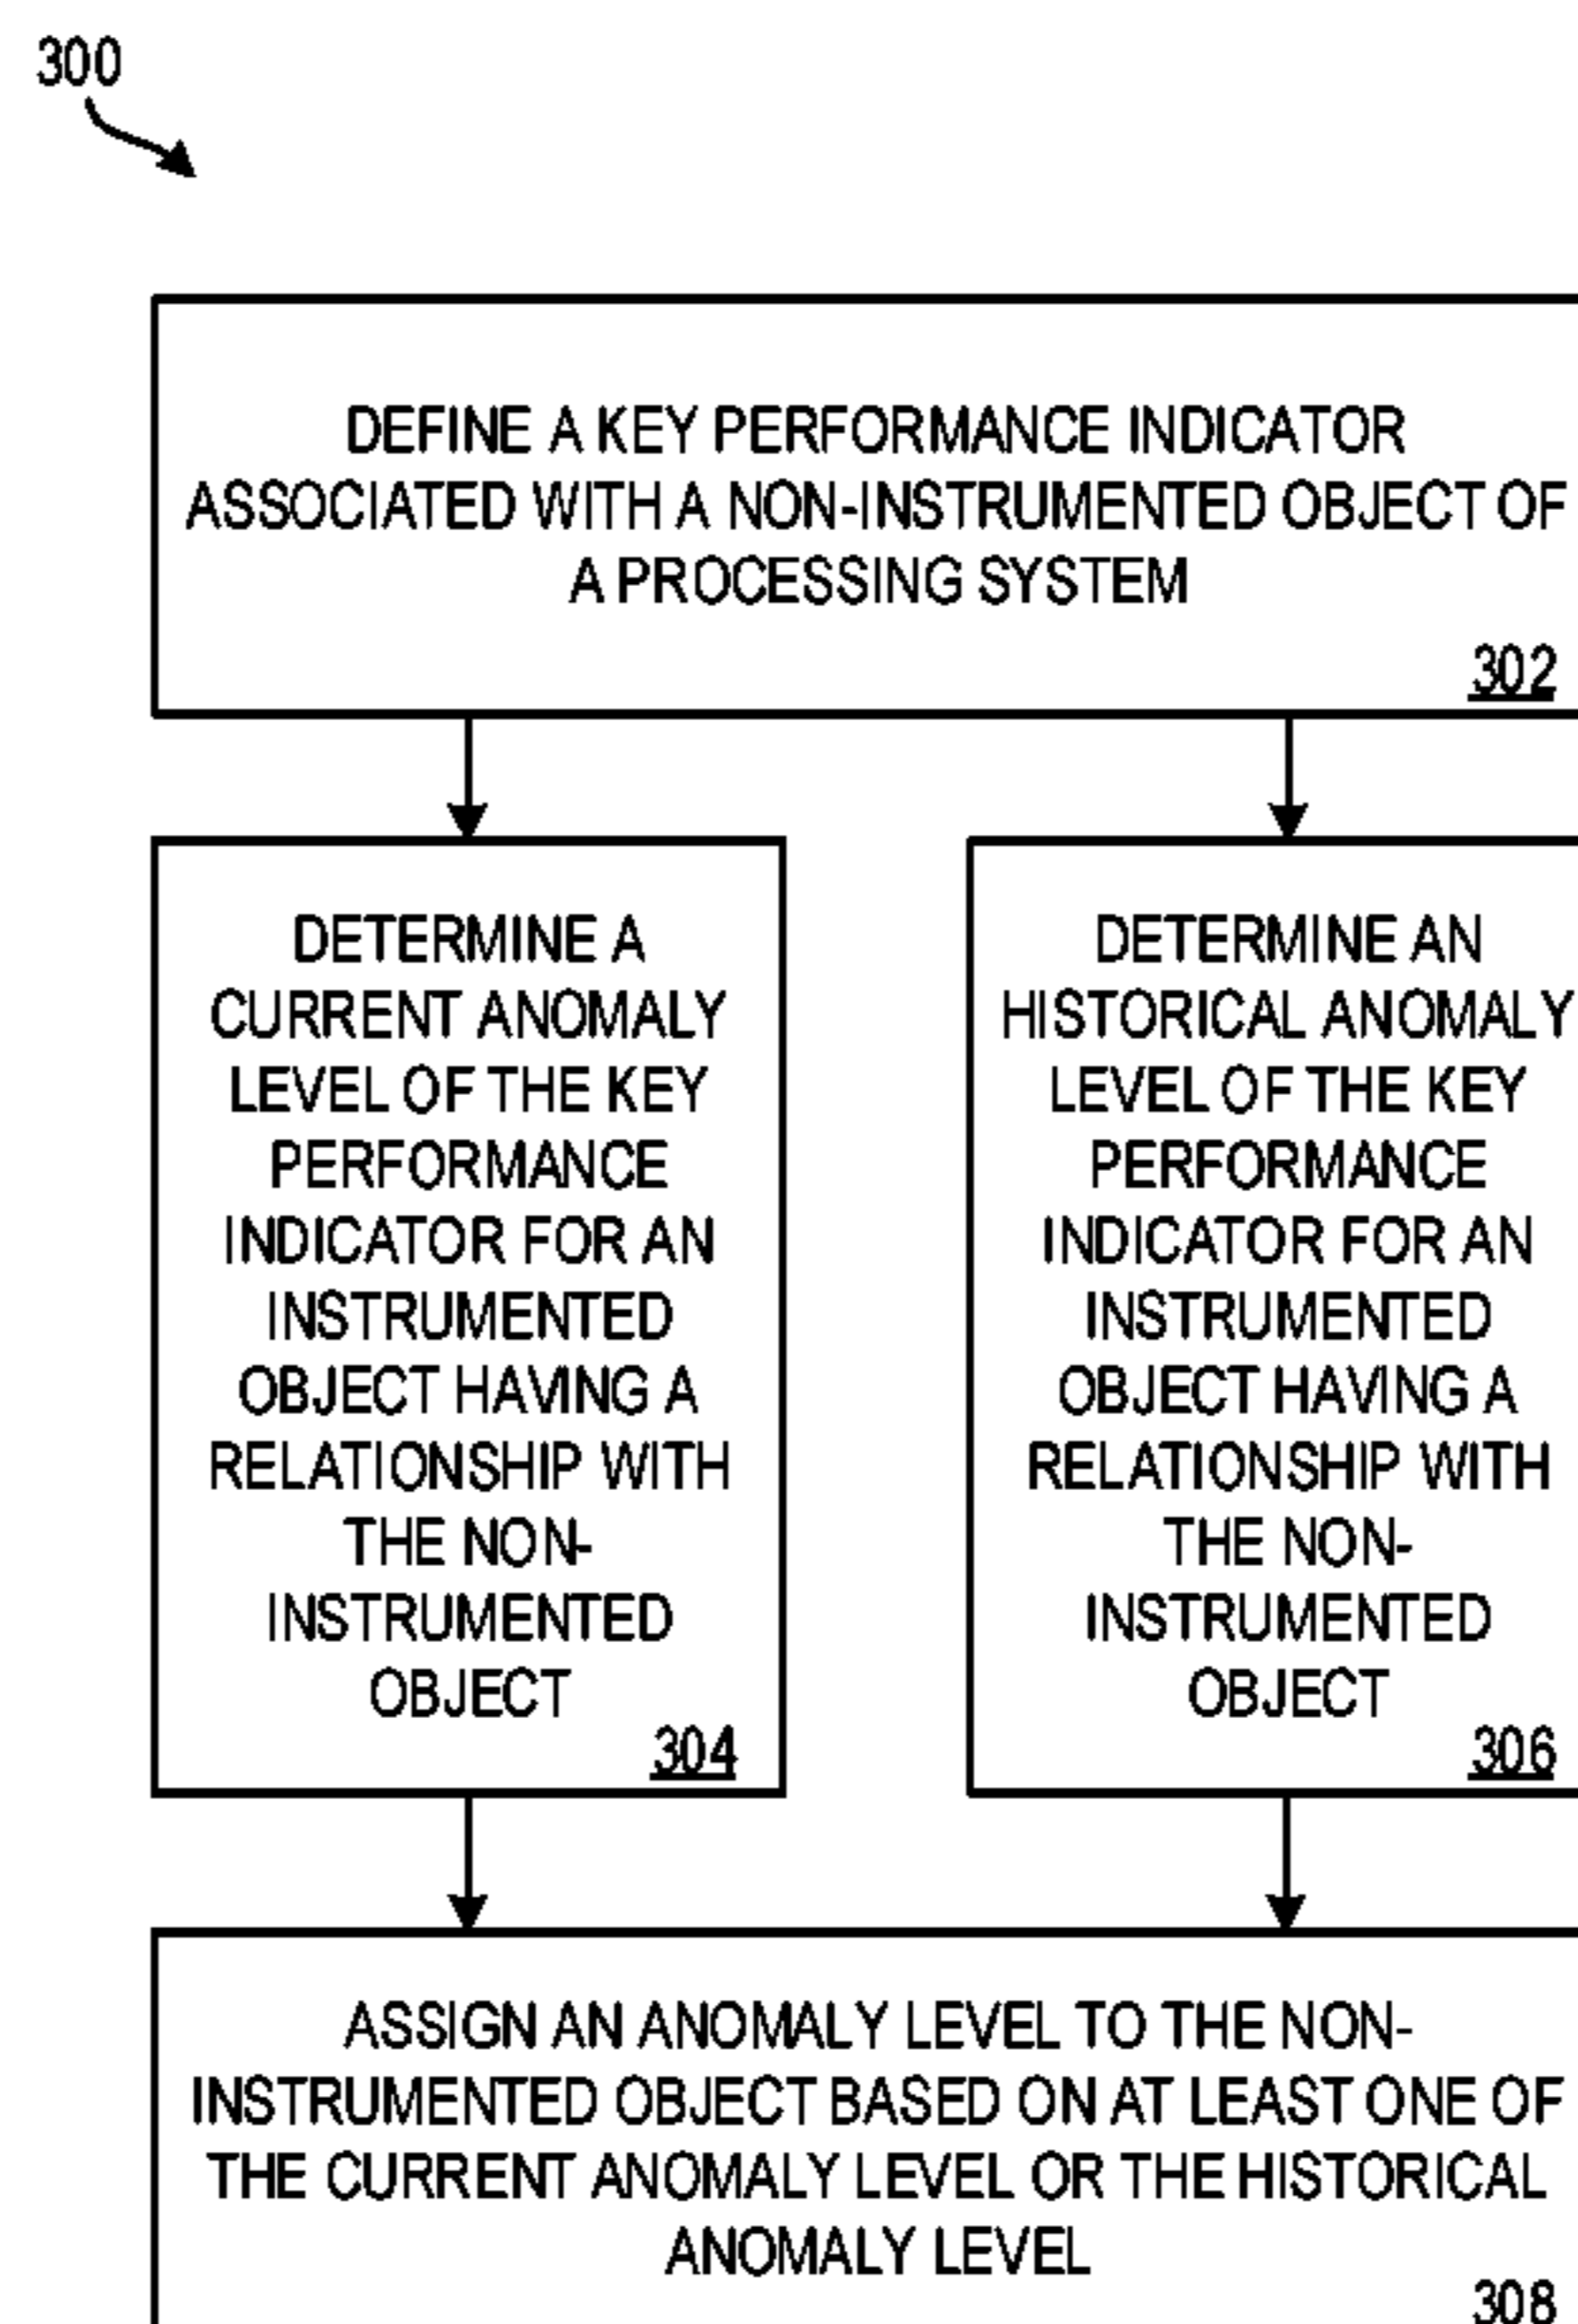 300
DEFINE A KEY PERFORMANCE INDICATOR
ASSOCIATED WITH A NON-INSTRUMENTED OBJECT OF
A PROCESSING SYSTEM
302
DETERMINE A
CURRENT ANOMALY
LEVEL OF THE KEY
PERFORMANCE
INDICATOR FOR AN
INSTRUMENTED
OBJECT HAVING A
RELATIONSHIP WITH
THE NON-
INSTRUMENTED
OBJECT
304
DETERMINE AN
HISTORICAL ANOMALY
LEVEL OF THE KEY
PERFORMANCE
INDICATOR FOR AN
INSTRUMENTED
OBJECT HAVING A
RELATIONSHIP WITH
THE NON-
INSTRUMENTED
OBJECT
306
ASSIGN AN ANOMALY LEVEL TO THE NON-
INSTRUMENTED OBJECT BASED ON AT LEAST ONE OF
THE CURRENT ANOMALY LEVEL OR THE HISTORICAL
ANOMALY LEVEL
308